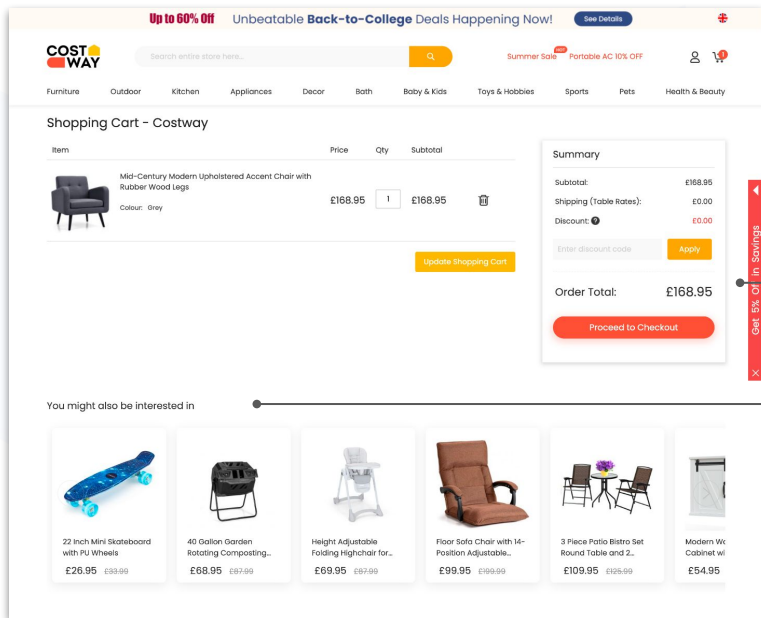 Up to 60% Off Unbeatable Back-to-College Deals Happening Now! See Details
COST
WAY
Search entire store here...
Summer Sale HOT Portable AC 10% OFF
1
Furniture Outdoor Kitchen Appliances Decor Bath Baby & Kids Toys & Hobbies Sports Pets Health & Beauty
Shopping Cart - Costway
Item Price Qty Subtotal
Mid-Century Modern Upholstered Accent Chair with
Rubber Wood Legs
Colour: Grey
£168.95 1 £168.95
Update Shopping Cart
Summary
Subtotal: £168.95
Shipping (Table Rates): £0.00
Discount: ? £0.00
Enter discount code Apply
Order Total: £168.95
Proceed to Checkout
Get 5% Off in Savings
X
You might also be interested in
22 Inch Mini Skateboard
with PU Wheels
£26.95 £33.99
40 Gallon Garden
Rotating Composting...
£68.95 £87.99
Height Adjustable
Folding Highchair for...
£69.95 £87.99
Floor Sofa Chair with 14-
Position Adjustable...
£99.95 £199.99
3 Piece Patio Bistro Set
Round Table and 2...
£109.95 £125.99
Modern Wo
Cabinet wi
£54.95